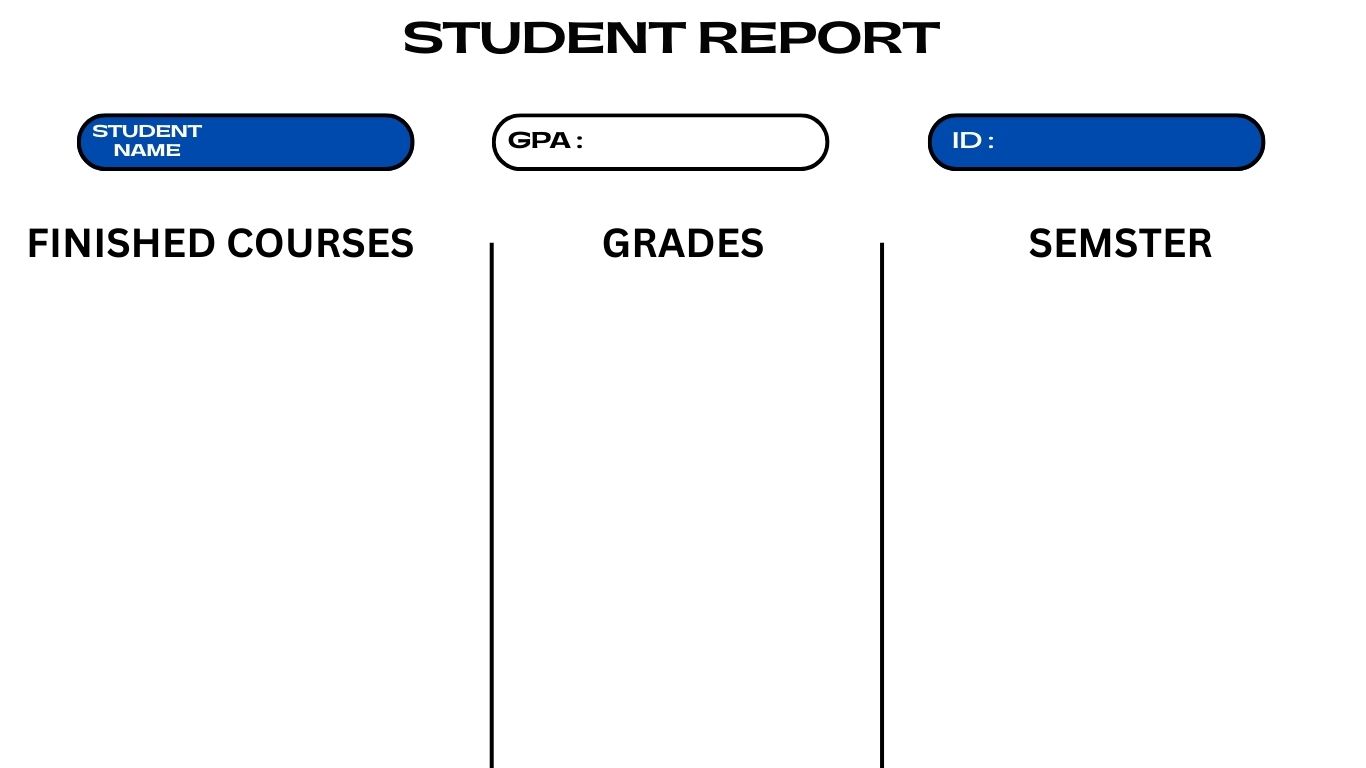 STUDENT REPORT
STUDENT
NAME
GPA :
ID :
FINISHED COURSES
GRADES
SEMSTER